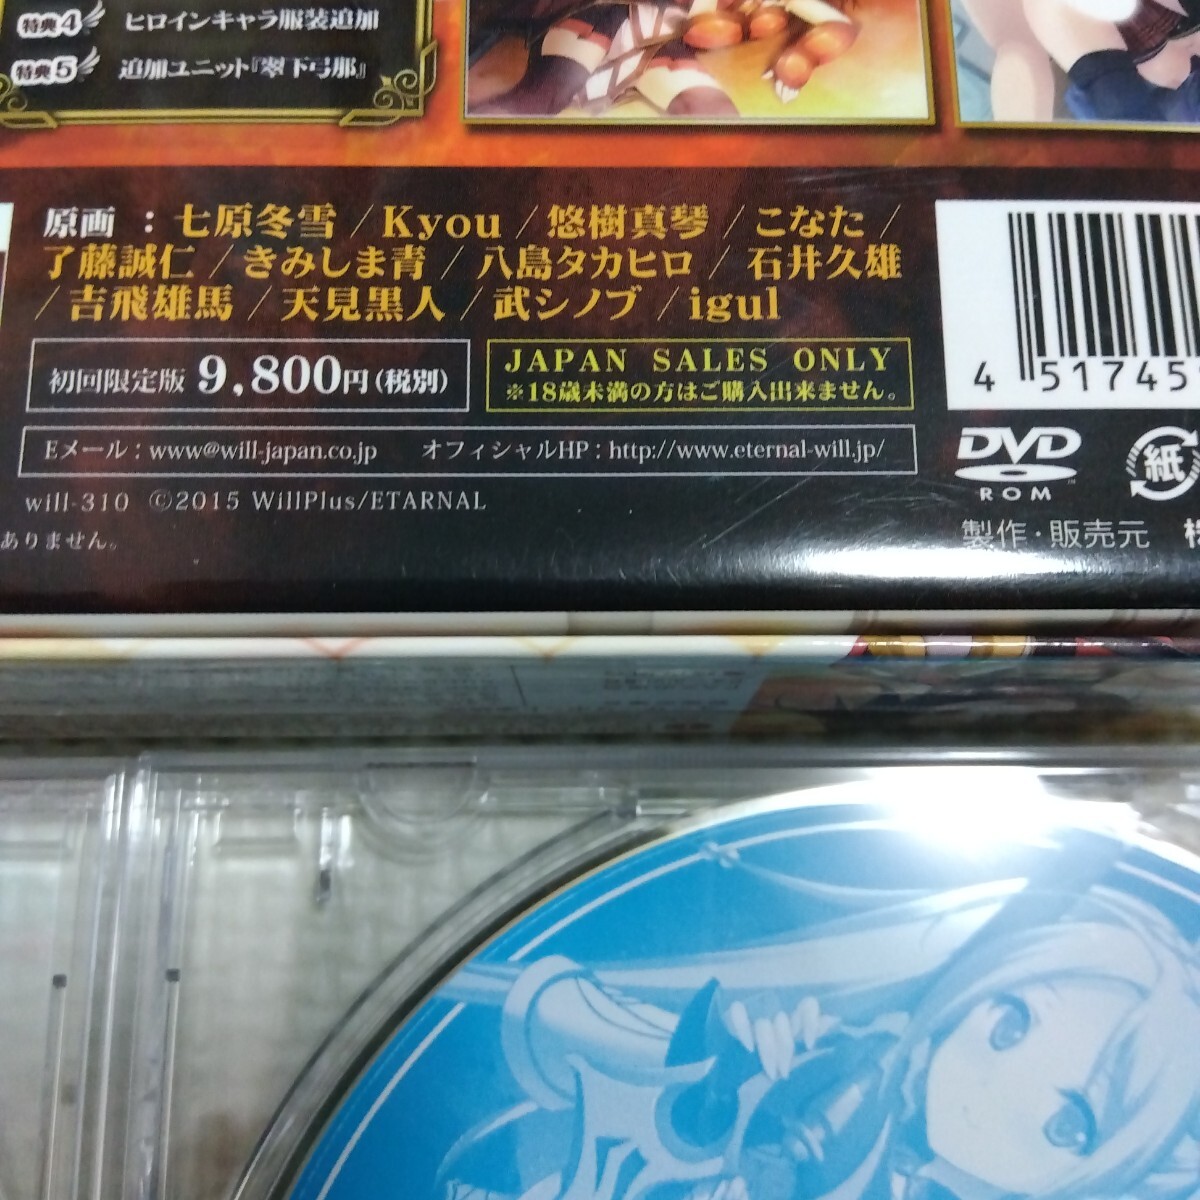 特典4 ヒロインキャラ服装追加
特典5 追加ユニット『翠下弓那』
原画 : 七原冬雪 / Kyou / 悠樹真琴 / こなた /
了藤誠仁 / きみしま青 / 八島タカヒロ / 石井久雄
/ 吉飛雄馬 / 天見黒人 / 武シノブ / igul
初回限定版 9,800円(税別)
JAPAN SALES ONLY
※18歳未満の方はご購入出来ません。
4 517459
Eメール : www@will-japan.co.jp オフィシャルHP : http://www.eternal-will.jp/
DVD
ROM
紙
will-310 ©2015 WillPlus/ETARNAL
製作・販売元
ありません。